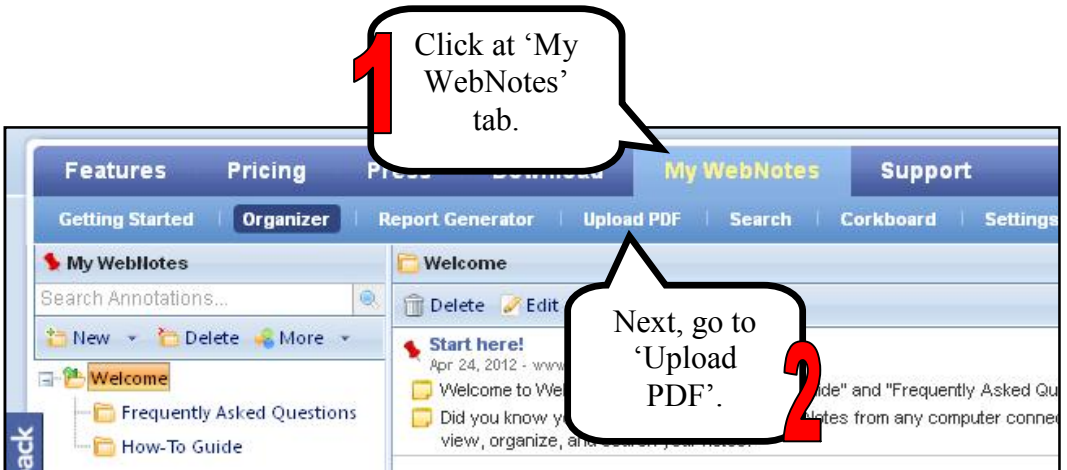 1
Click at ‘My
WebNotes’
tab.
Features Pricing My WebNotes Support
Getting Started Organizer Report Generator Upload PDF Search Corkboard Settings
My WebNotes
Search Annotations...
New Delete More
Welcome
Frequently Asked Questions
How-To Guide
Welcome
Delete Edit
Start here!
Apr 24, 2012 - www
Welcome to We ide" and "Frequently Asked Qu
Did you know y Notes from any computer connec
view, organize, and search your notes.
Next, go to
‘Upload
PDF’.
2
ack